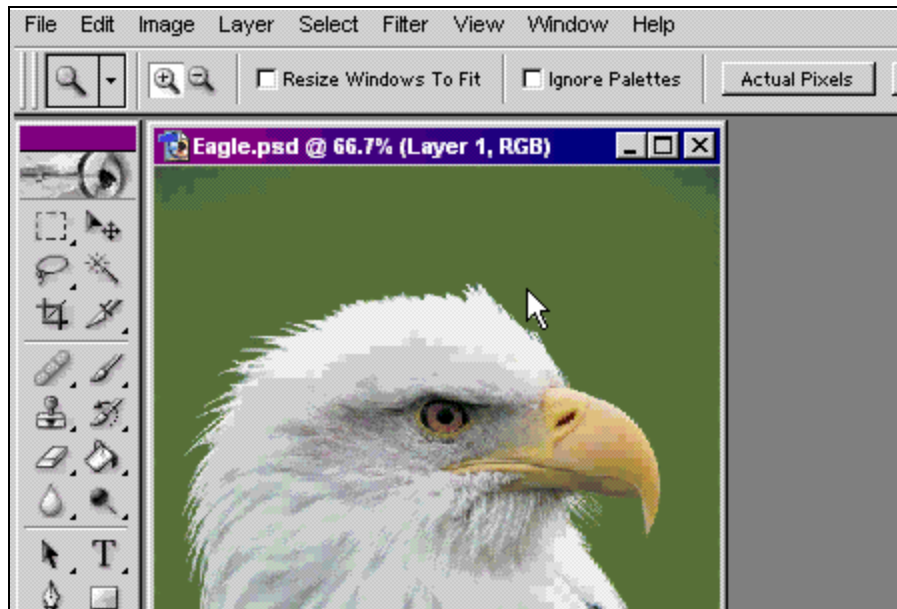 File Edit Image Layer Select Filter View Window Help
Resize Windows To Fit Ignore Palettes Actual Pixels
Eagle.psd @ 66.7% (Layer 1, RGB)
T